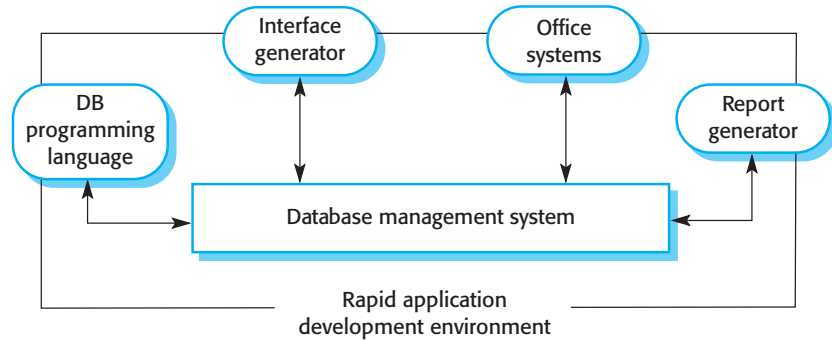 Interface
generator
Office
systems
DB
programming
language
Report
generator
Database management system
Rapid application
development environment